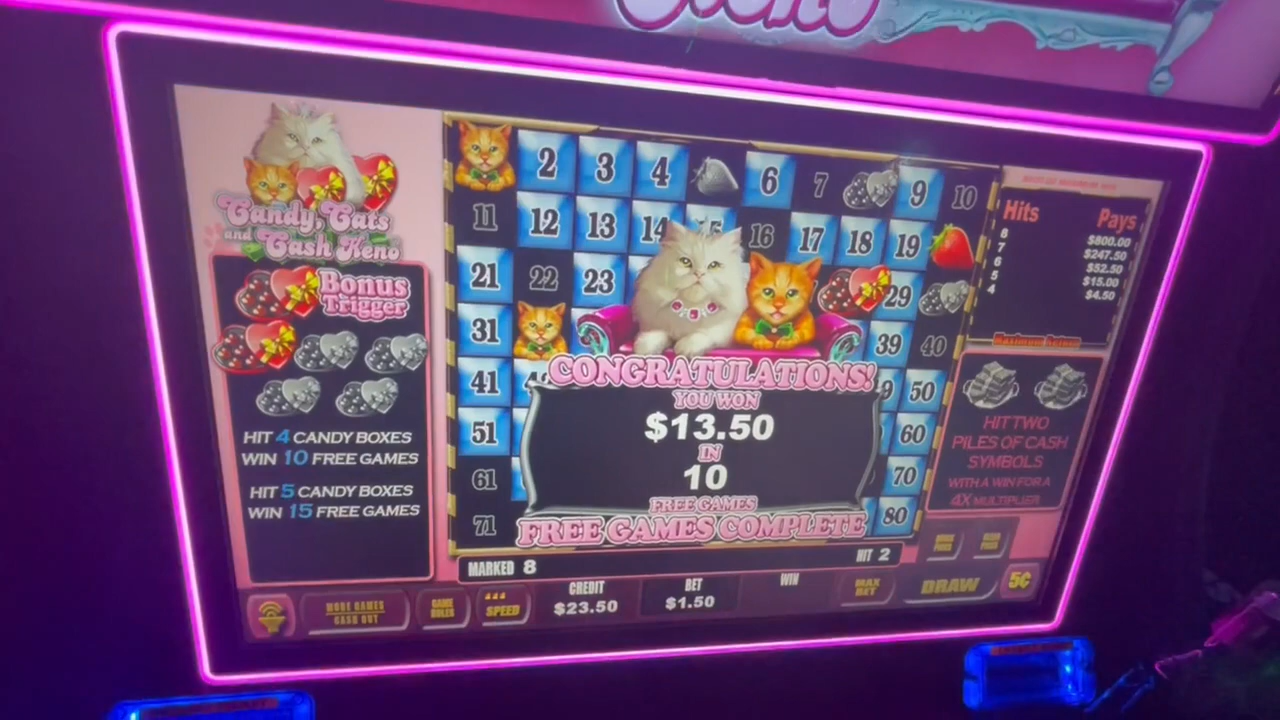 Candy, Cats
and Cash Keno
Bonus
Trigger
HIT 4 CANDY BOXES
WIN 10 FREE GAMES
HIT 5 CANDY BOXES
WIN 15 FREE GAMES
2 3 4 6 7 9 10
11 12 13 14 15 16 17 18 19
21 22 23 29
31 39 40
41 50
51 60
61 70
71 80
CONGRATULATIONS!
YOU WON
$13.50
IN
10
FREE GAMES
FREE GAMES COMPLETE
MARKED 8
HIT 2
Hits Pays
8 $800.00
7 $247.50
6 $52.50
5 $15.00
4 $4.50
HIT TWO
PILES OF CASH
SYMBOLS
WITH A WIN FOR A
4X MULTIPLIER
MORE GAMES
CASH OUT
GAME
RULES
SPEED
CREDIT
$23.50
BET
$1.50
WIN
MAX
BET
DRAW
5¢